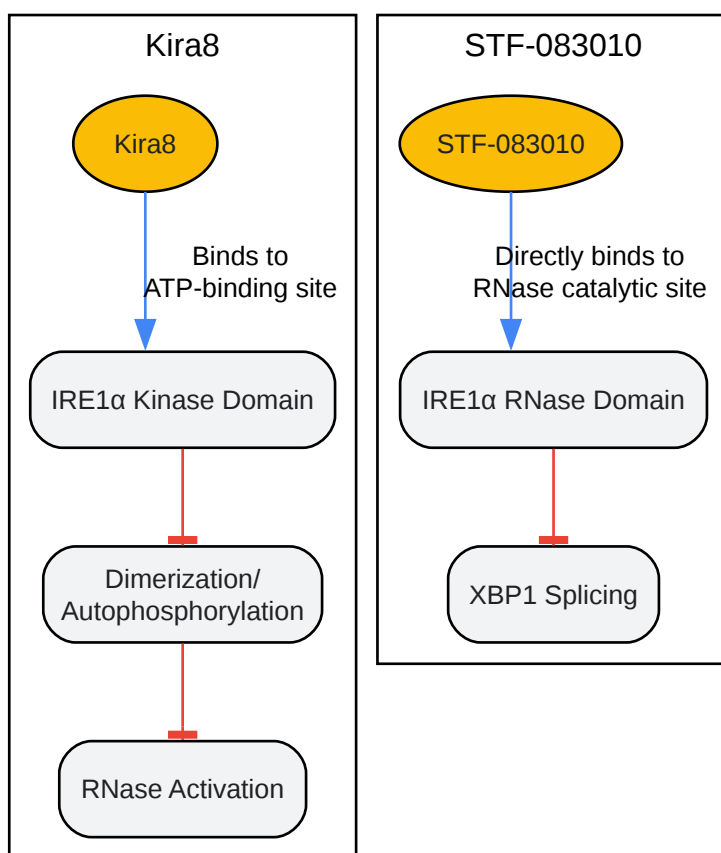 Kira8
Kira8
Binds to
ATP-binding site
IRE1α Kinase Domain
Dimerization/
Autophosphorylation
RNase Activation
STF-083010
STF-083010
Directly binds to
RNase catalytic site
IRE1α RNase Domain
XBP1 Splicing